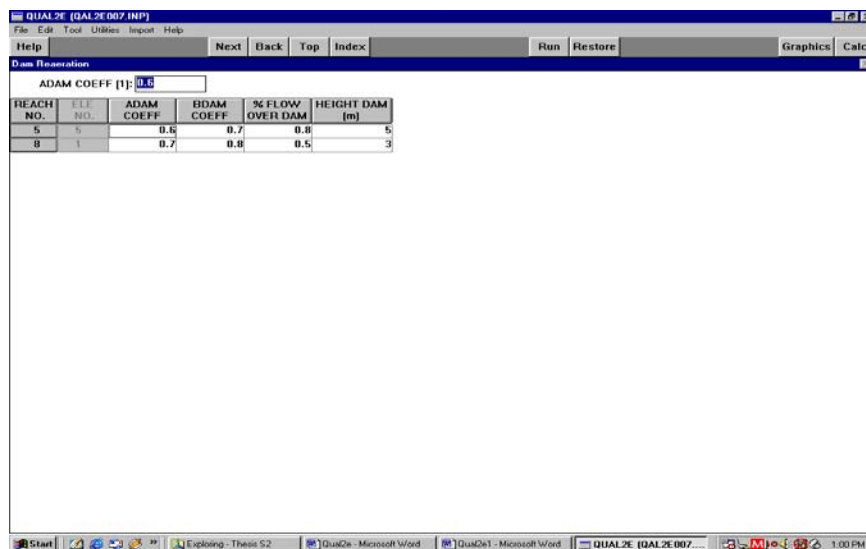 QUAL2E (QAL2E007.INP)
File Edit Tool Utilities Import Help
Help Next Back Top Index Run Restore Graphics Calc
Dam Reaeration
ADAM COEFF [1]: 0.6
REACH NO. ELE NO. ADAM COEFF BDAM COEFF % FLOW OVER DAM HEIGHT DAM (m)
5 5 0.6 0.7 0.8 5
8 1 0.7 0.8 0.5 3
Start Exploring - Thesis S2 Qual2e - Microsoft Word Qual2e1 - Microsoft Word QUAL2E (QAL2E007.... 1:00 PM